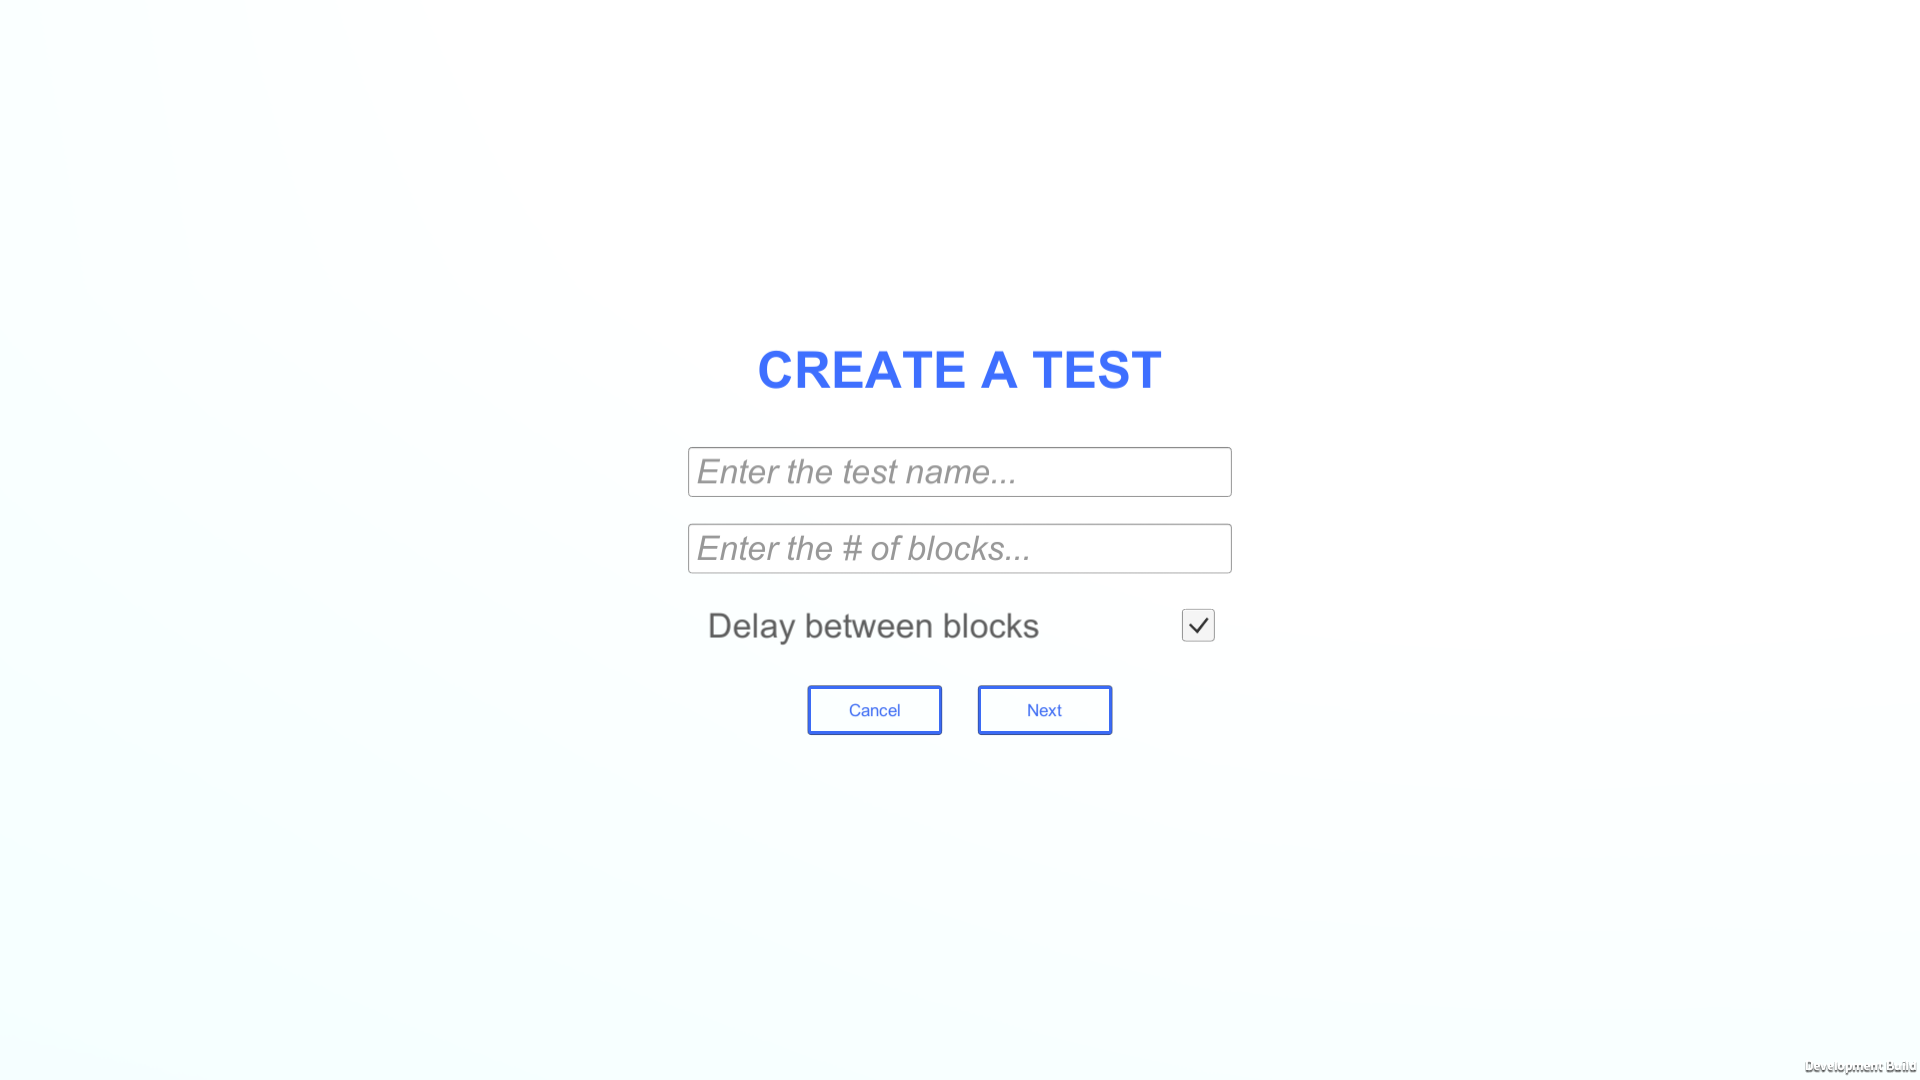 CREATE A TEST
Enter the test name...
Enter the # of blocks...
Delay between blocks
Cancel Next
Development Build